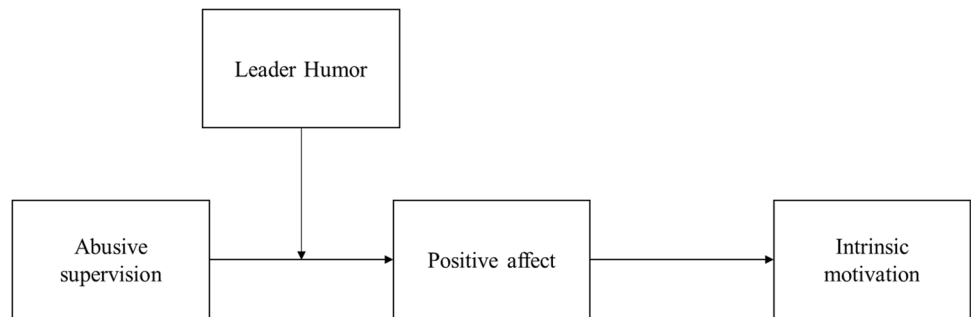 Leader Humor
Abusive
supervision
Positive affect
Intrinsic
motivation